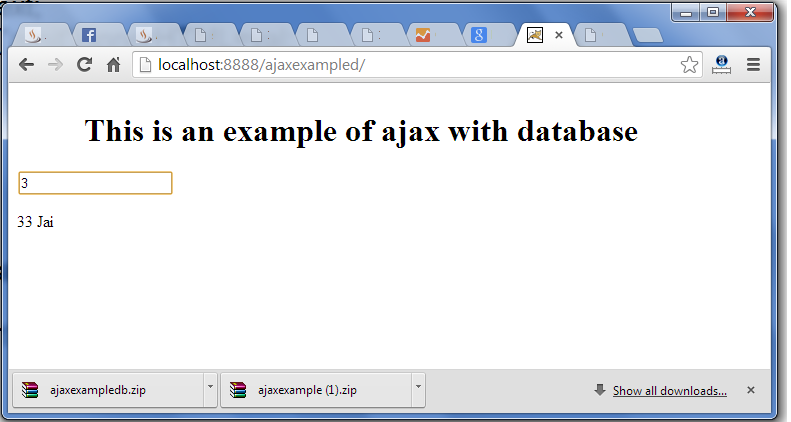 localhost:8888/ajaxexampled/
This is an example of ajax with database
3
33 Jai
ajaxexampledb.zip
ajaxexample (1).zip
Show all downloads...